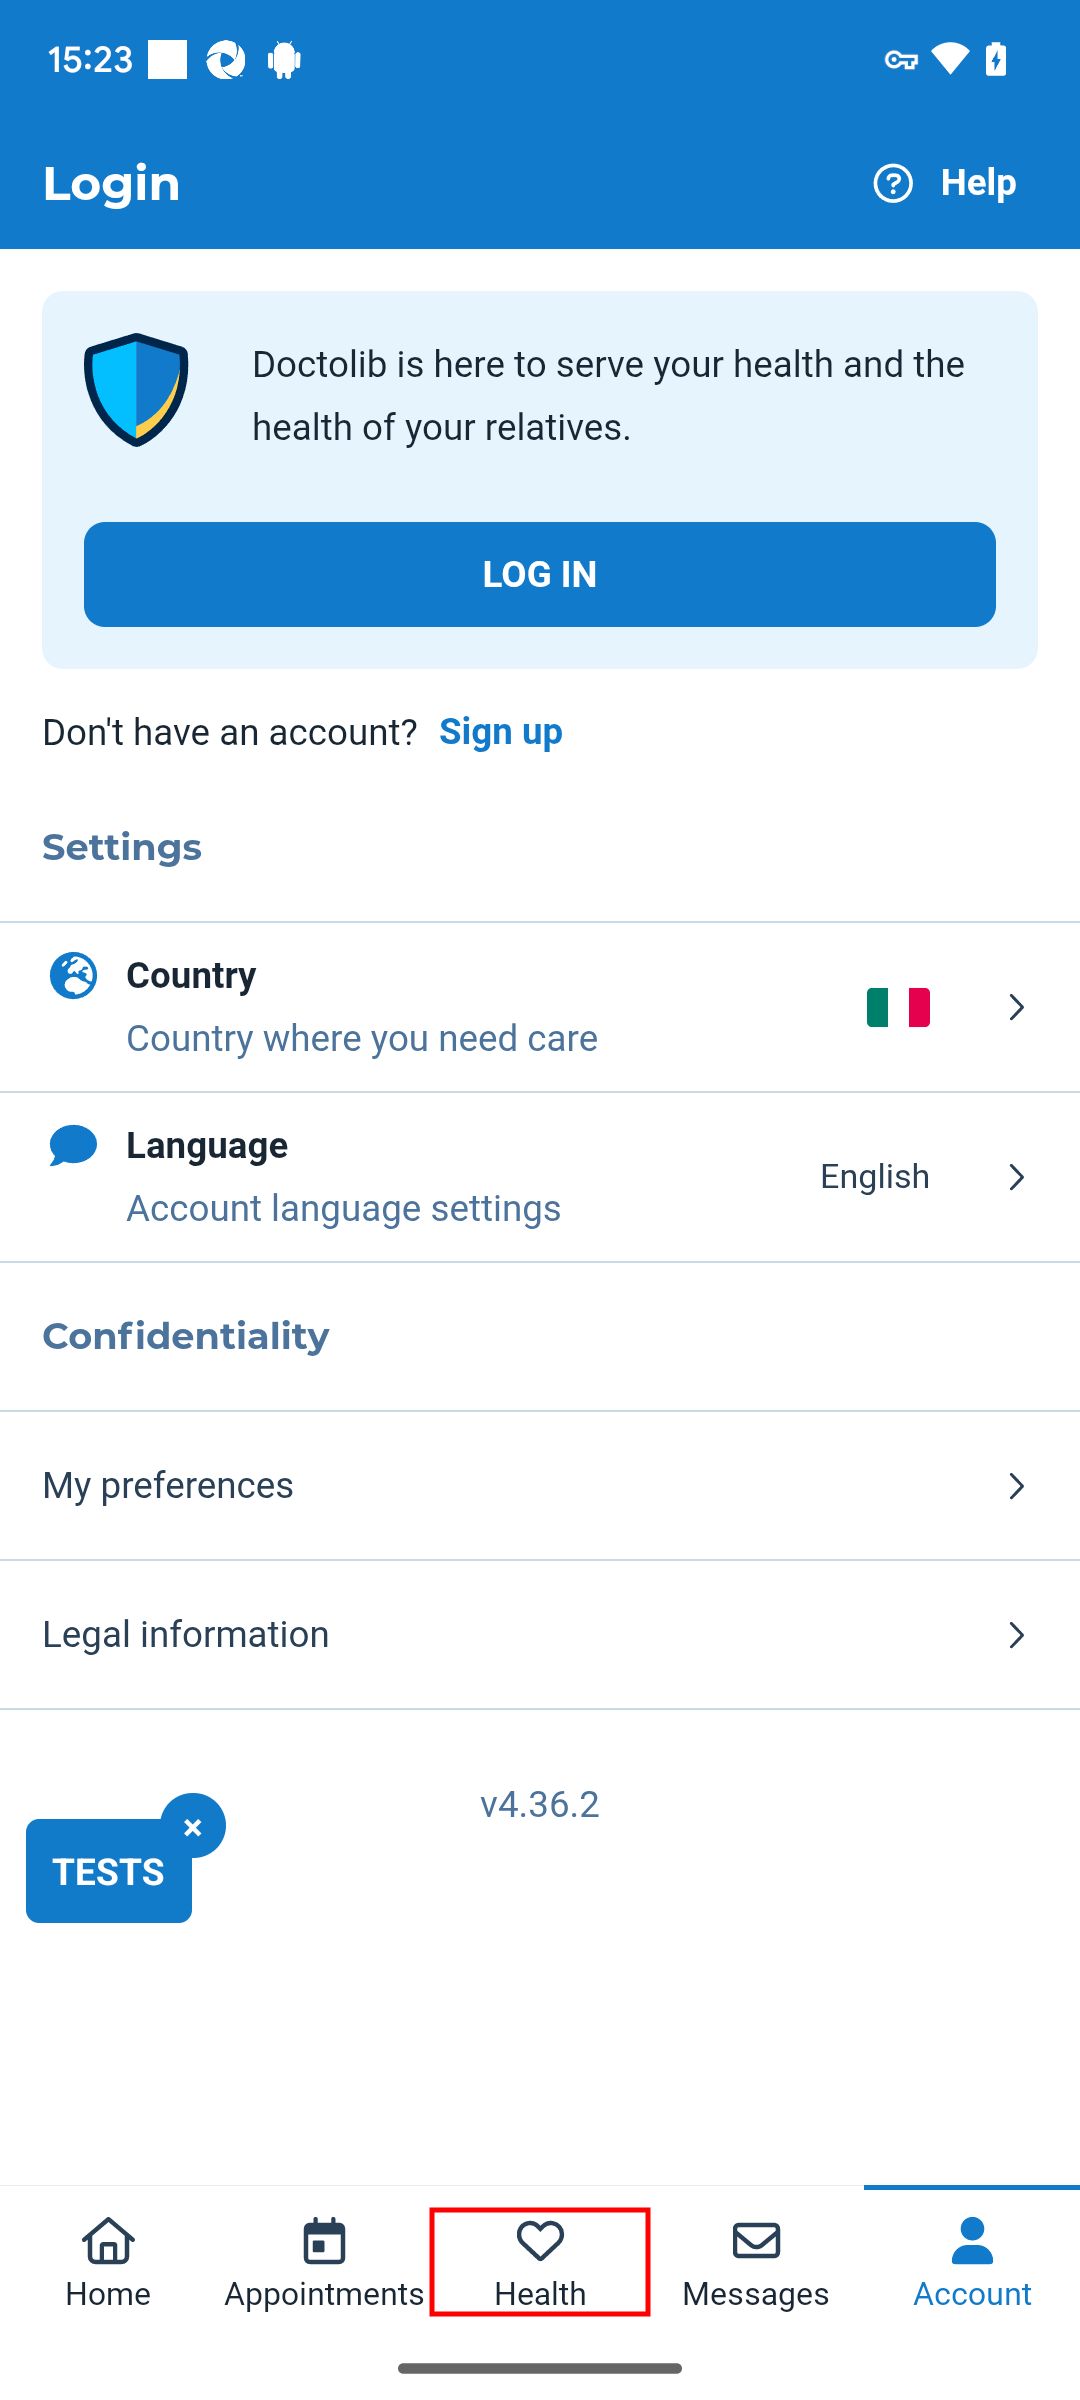 15:23
Login
Help
Doctolib is here to serve your health and the
health of your relatives.
LOG IN
Don't have an account? Sign up
Settings
Country
Country where you need care
Language
Account language settings
English
Confidentiality
My preferences
Legal information
v4.36.2
×
TESTS
Home
Appointments
Health
Messages
Account